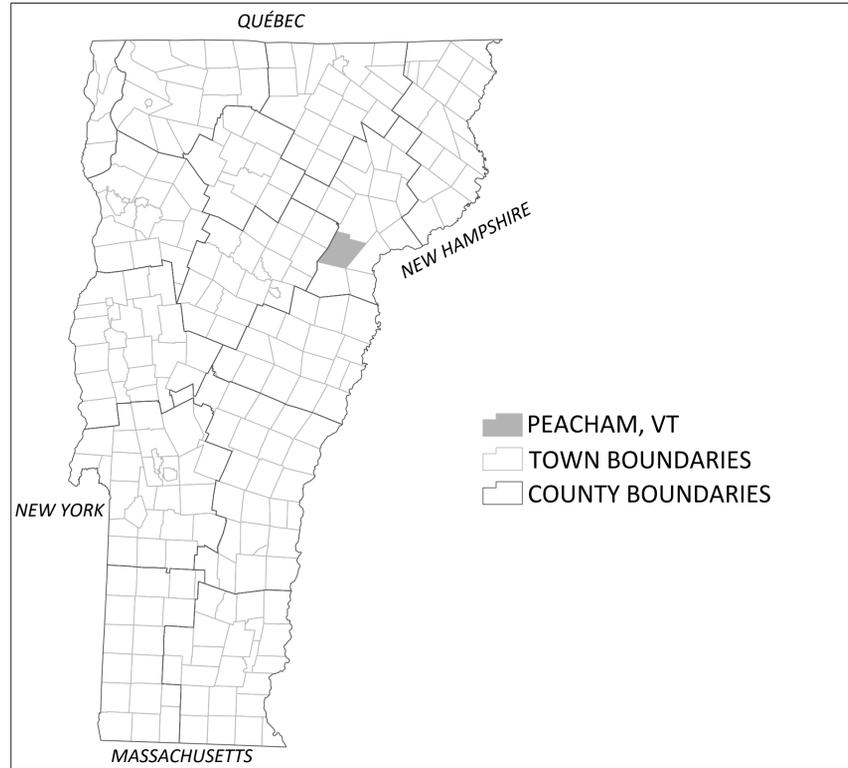 QUÉBEC
NEW HAMPSHIRE
PEACHAM, VT
TOWN BOUNDARIES
COUNTY BOUNDARIES
NEW YORK
MASSACHUSETTS